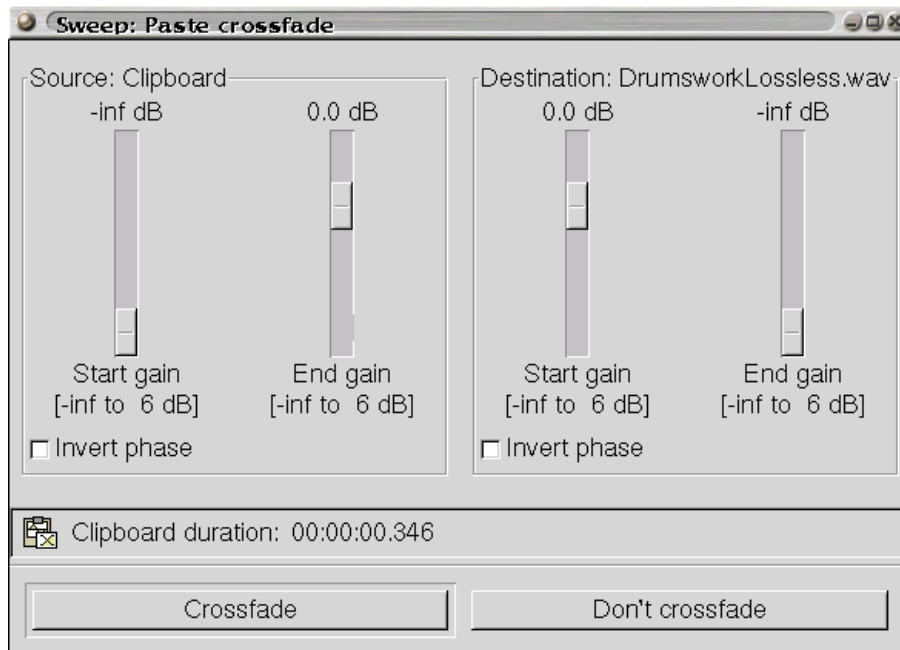 Sweep: Paste crossfade
Source: Clipboard
-inf dB
0.0 dB
Start gain
[-inf to 6 dB]
End gain
[-inf to 6 dB]
Invert phase
Destination: DrumsworkLossless.wav
0.0 dB
-inf dB
Start gain
[-inf to 6 dB]
End gain
[-inf to 6 dB]
Invert phase
Clipboard duration: 00:00:00.346
Crossfade
Don't crossfade